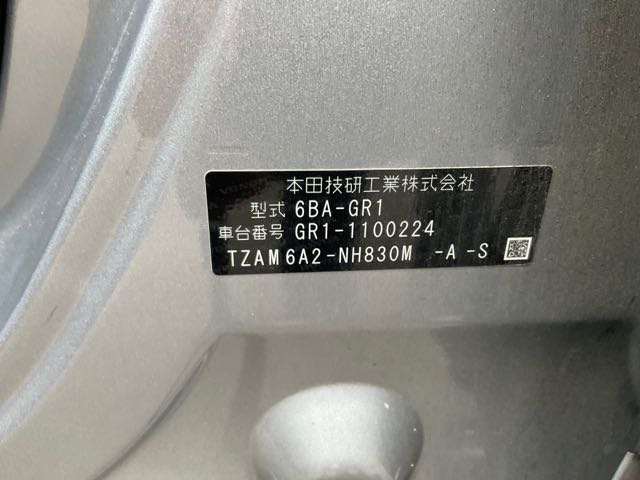 本田技研工業株式会社
型式 6BA-GR1
車台番号 GR1-1100224
TZAM6A2-NH830M -A -S